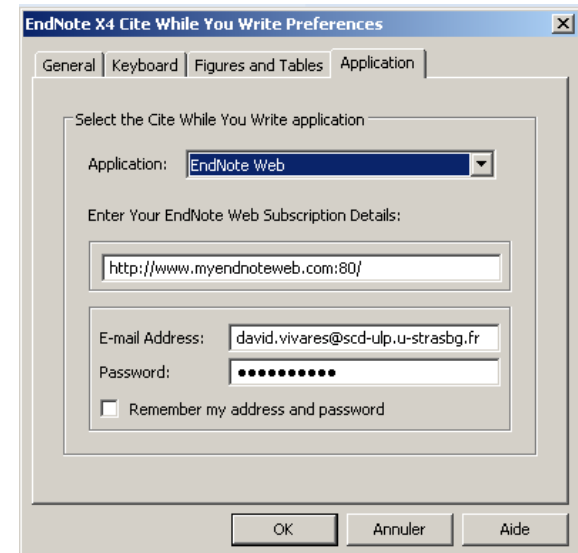 EndNote X4 Cite While You Write Preferences
General Keyboard Figures and Tables Application
Select the Cite While You Write application
Application: EndNote Web
Enter Your EndNote Web Subscription Details:
http://www.myendnoteweb.com:80/
E-mail Address: david.vivares@scd-ulp.u-strasbg.fr
Password: ●●●●●●●●●●
Remember my address and password
OK Annuler Aide